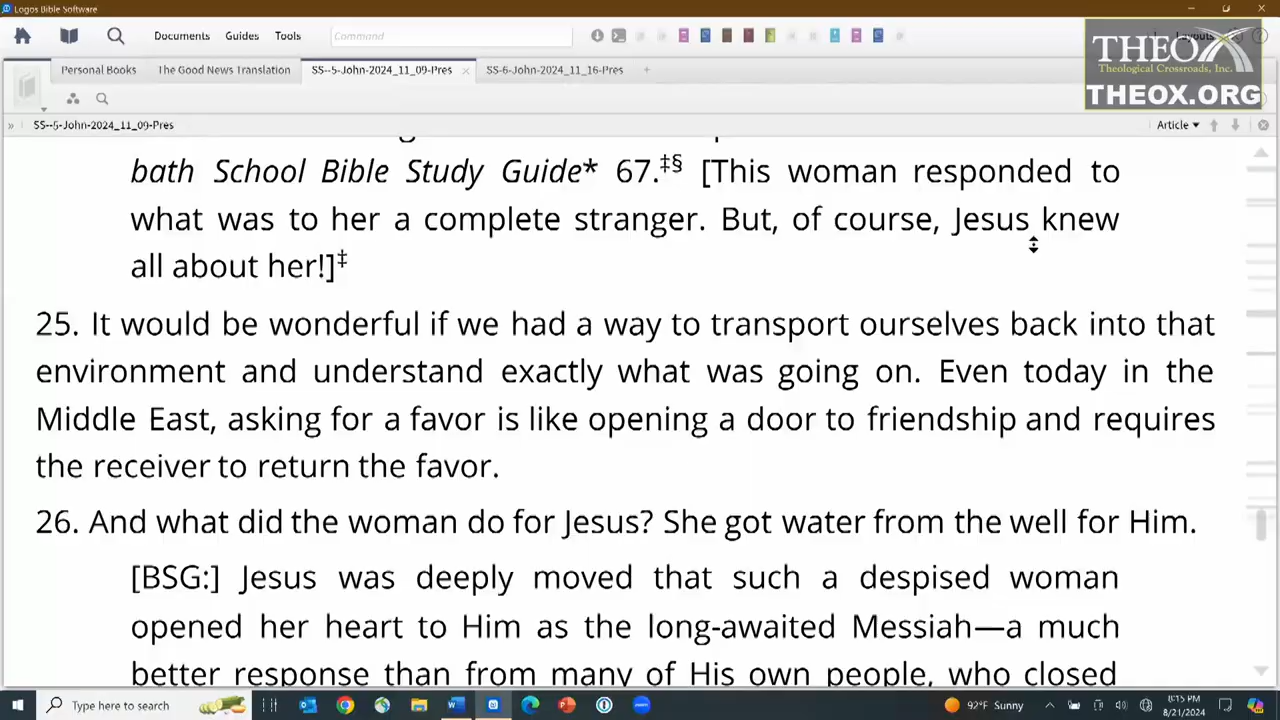 Logos Bible Software
Documents Guides Tools Command
THEOX
Theological Crossroads, Inc.
THEOX.ORG
Personal Books The Good News Translation SS--5-John-2024_11_09-Pres SS-6-John-2024_11_16-Pres
SS--5-John-2024_11_09-Pres Article
bath School Bible Study Guide* 67.‡§ [This woman responded to
what was to her a complete stranger. But, of course, Jesus knew
all about her!]‡
25. It would be wonderful if we had a way to transport ourselves back into that
environment and understand exactly what was going on. Even today in the
Middle East, asking for a favor is like opening a door to friendship and requires
the receiver to return the favor.
26. And what did the woman do for Jesus? She got water from the well for Him.
[BSG:] Jesus was deeply moved that such a despised woman
opened her heart to Him as the long-awaited Messiah—a much
better response than from many of His own people, who closed
Type here to search
92°F Sunny
8:15 PM
8/21/2024